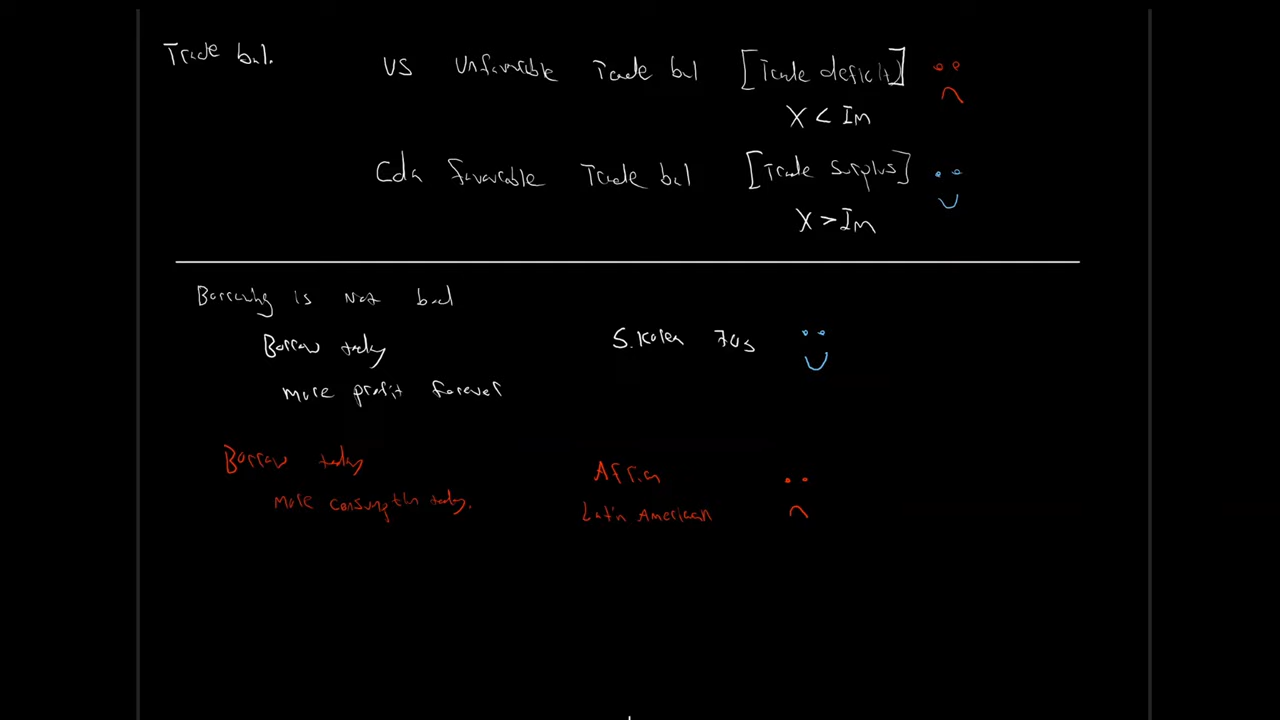 Trade bal.
US Unfavorable Trade bal [Trade deficit]
X < Im
Cda favorable Trade bal [Trade surplus]
X > Im
Borrowing is Not bad
Borrow today S. Korea 70s
more profit forever
Borrow today Africa
more consumption today.
Latin American